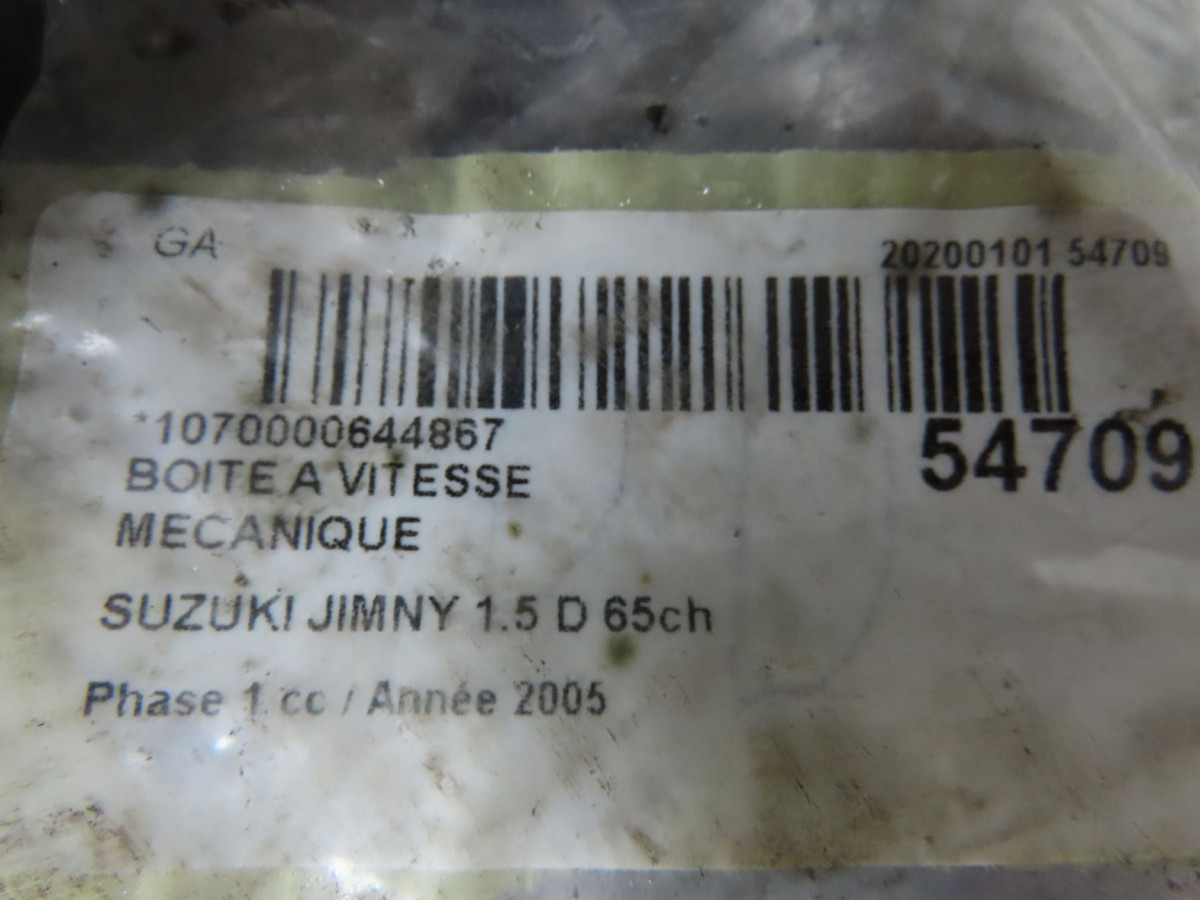 GA
20200101 54709
*1070000644867
54709
BOITE A VITESSE
MECANIQUE
SUZUKI JIMNY 1.5 D 65ch
Phase 1 cc / Année 2005